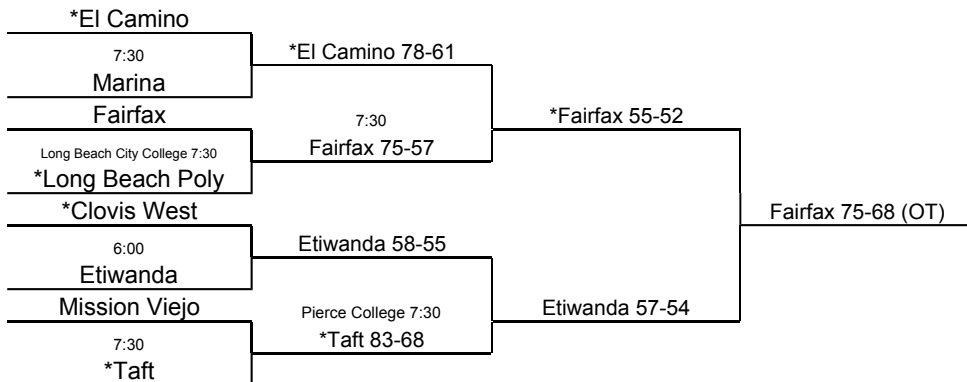 *El Camino
7:30
Marina
Fairfax
Long Beach City College 7:30
*Long Beach Poly
*Clovis West
6:00
Etiwanda
Mission Viejo
7:30
*Taft
*El Camino 78-61
7:30
Fairfax 75-57
Etiwanda 58-55
Pierce College 7:30
*Taft 83-68
*Fairfax 55-52
Etiwanda 57-54
Fairfax 75-68 (OT)